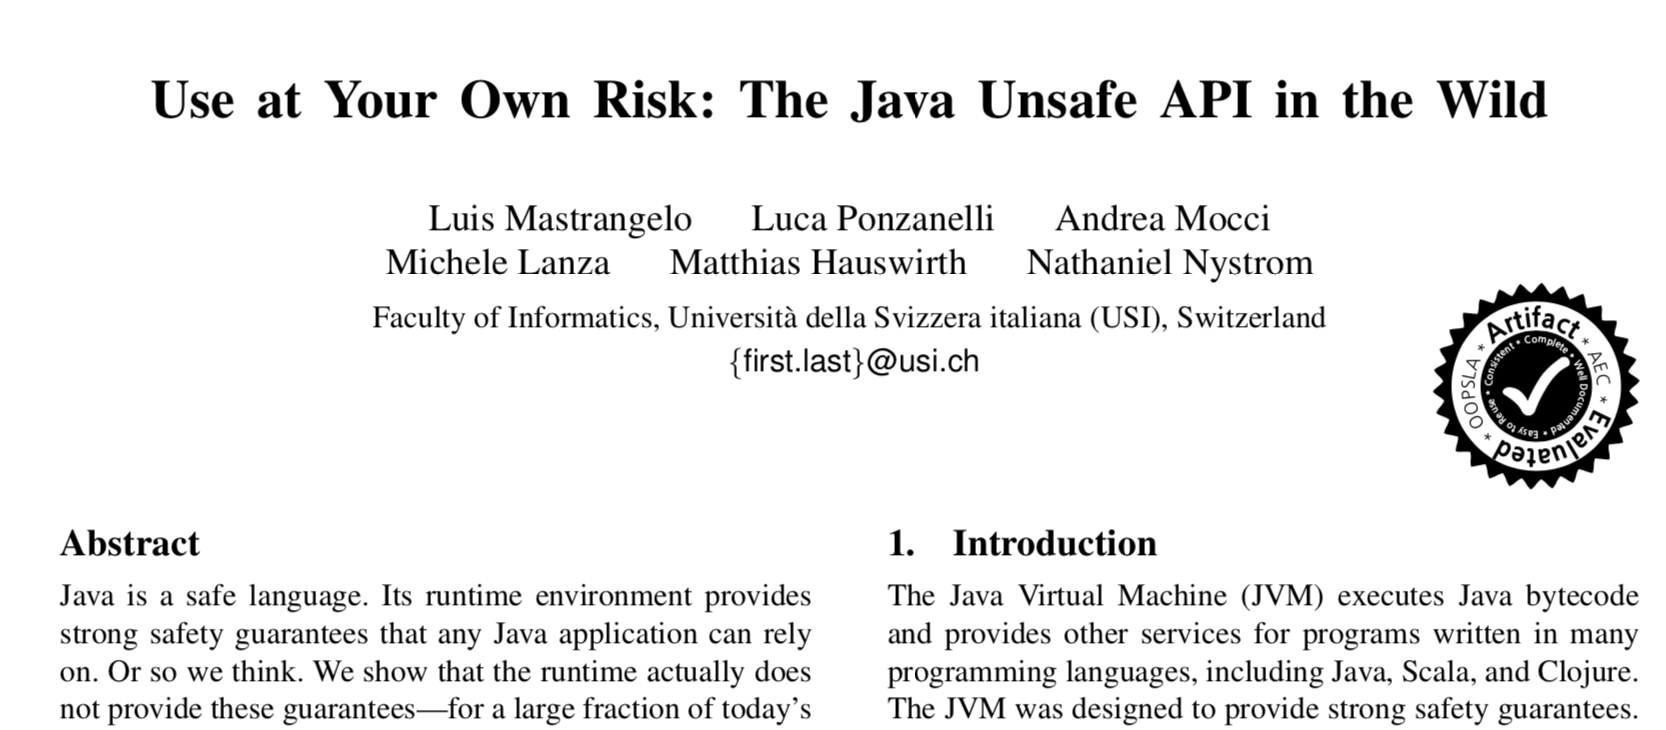 Use at Your Own Risk: The Java Unsafe API in the Wild
Luis Mastrangelo Luca Ponzanelli Andrea Mocci
Michele Lanza Matthias Hauswirth Nathaniel Nystrom
Faculty of Informatics, Università della Svizzera italiana (USI), Switzerland
{first.last}@usi.ch
Artifact * AEC * Evaluated * OOPSLA *
Consistent • Complete • Well Documented • Easy to Reuse •
Abstract
Java is a safe language. Its runtime environment provides
strong safety guarantees that any Java application can rely
on. Or so we think. We show that the runtime actually does
not provide these guarantees—for a large fraction of today's
1. Introduction
The Java Virtual Machine (JVM) executes Java bytecode
and provides other services for programs written in many
programming languages, including Java, Scala, and Clojure.
The JVM was designed to provide strong safety guarantees.